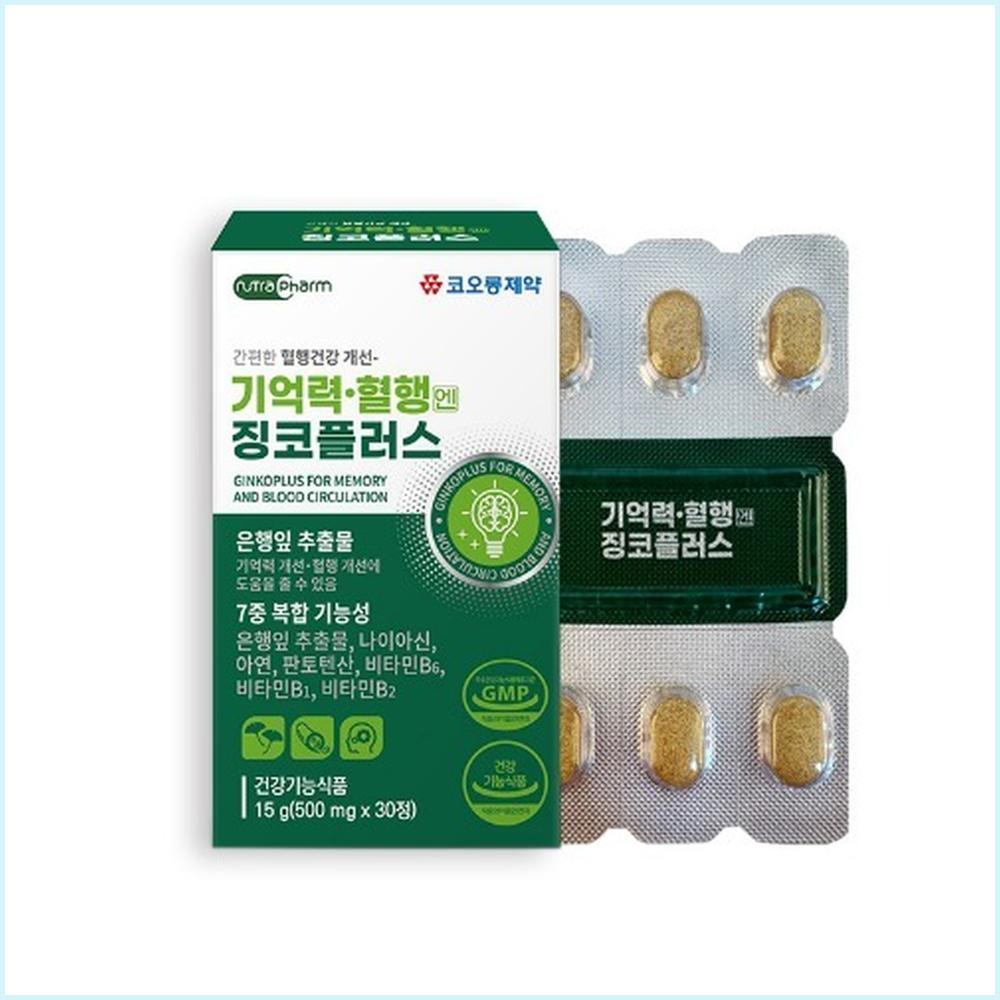 기억력·혈행엔
징코플러스
nutraPharm
코오롱제약
간편한 혈행건강 개선-
기억력·혈행엔
징코플러스
GINKOPLUS FOR MEMORY
AND BLOOD CIRCULATION
GINKOPLUS FOR MEMORY AND BLOOD CIRCULATION
은행잎 추출물
기억력 개선·혈행 개선에
도움을 줄 수 있음
7중 복합 기능성
은행잎 추출물, 나이아신,
아연, 판토텐산, 비타민B6,
비타민B1, 비타민B2
GMP
건강
기능식품
건강기능식품
15 g(500 mg x 30정)
기억력·혈행엔
징코플러스